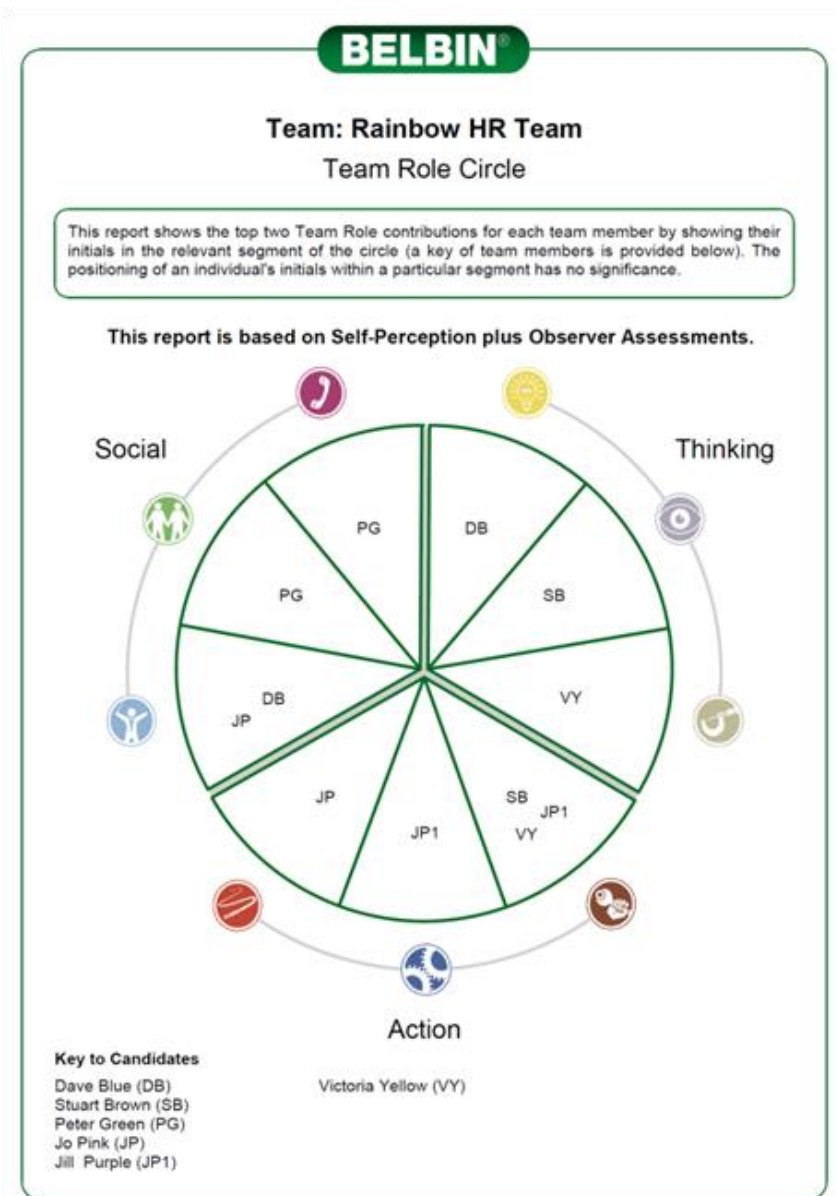 BELBIN®
Team: Rainbow HR Team
Team Role Circle
This report shows the top two Team Role contributions for each team member by showing their
initials in the relevant segment of the circle (a key of team members is provided below). The
positioning of an individual's initials within a particular segment has no significance.
This report is based on Self-Perception plus Observer Assessments.
Social
Thinking
PG
DB
PG
SB
DB
JP
VY
JP
JP1
SB
JP1
VY
Action
Key to Candidates
Dave Blue (DB)
Stuart Brown (SB)
Peter Green (PG)
Jo Pink (JP)
Jill Purple (JP1)
Victoria Yellow (VY)